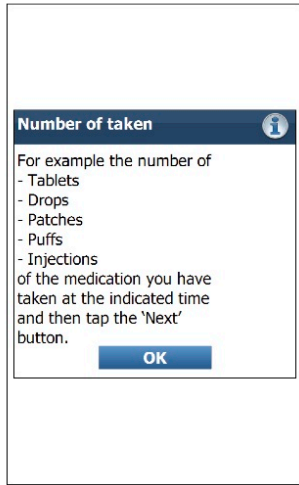 Number of taken
For example the number of
- Tablets
- Drops
- Patches
- Puffs
- Injections
of the medication you have
taken at the indicated time
and then tap the ‘Next’
button.
OK